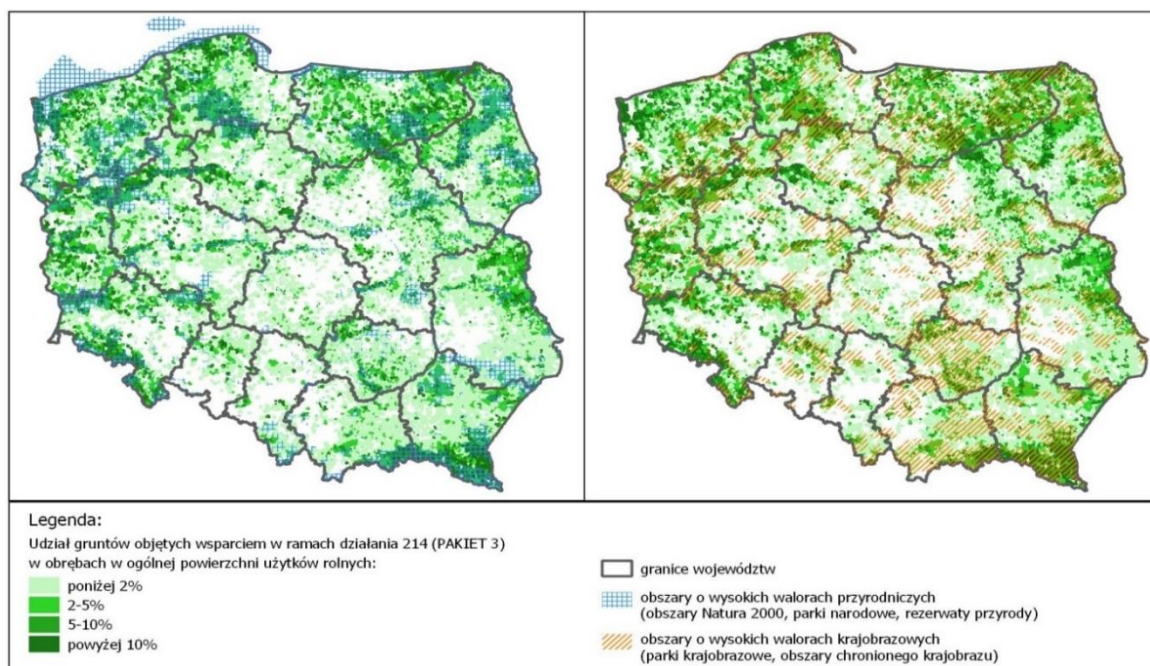 Legenda:
Udział gruntów objętych wsparciem w ramach działania 214 (PAKIET 3)
w obrębach w ogólnej powierzchni użytków rolnych:
poniżej 2%
2-5%
5-10%
powyżej 10%
granice województw
obszary o wysokich walorach przyrodniczych
(obszary Natura 2000, parki narodowe, rezerwaty przyrody)
obszary o wysokich walorach krajobrazowych
(parki krajobrazowe, obszary chronionego krajobrazu)